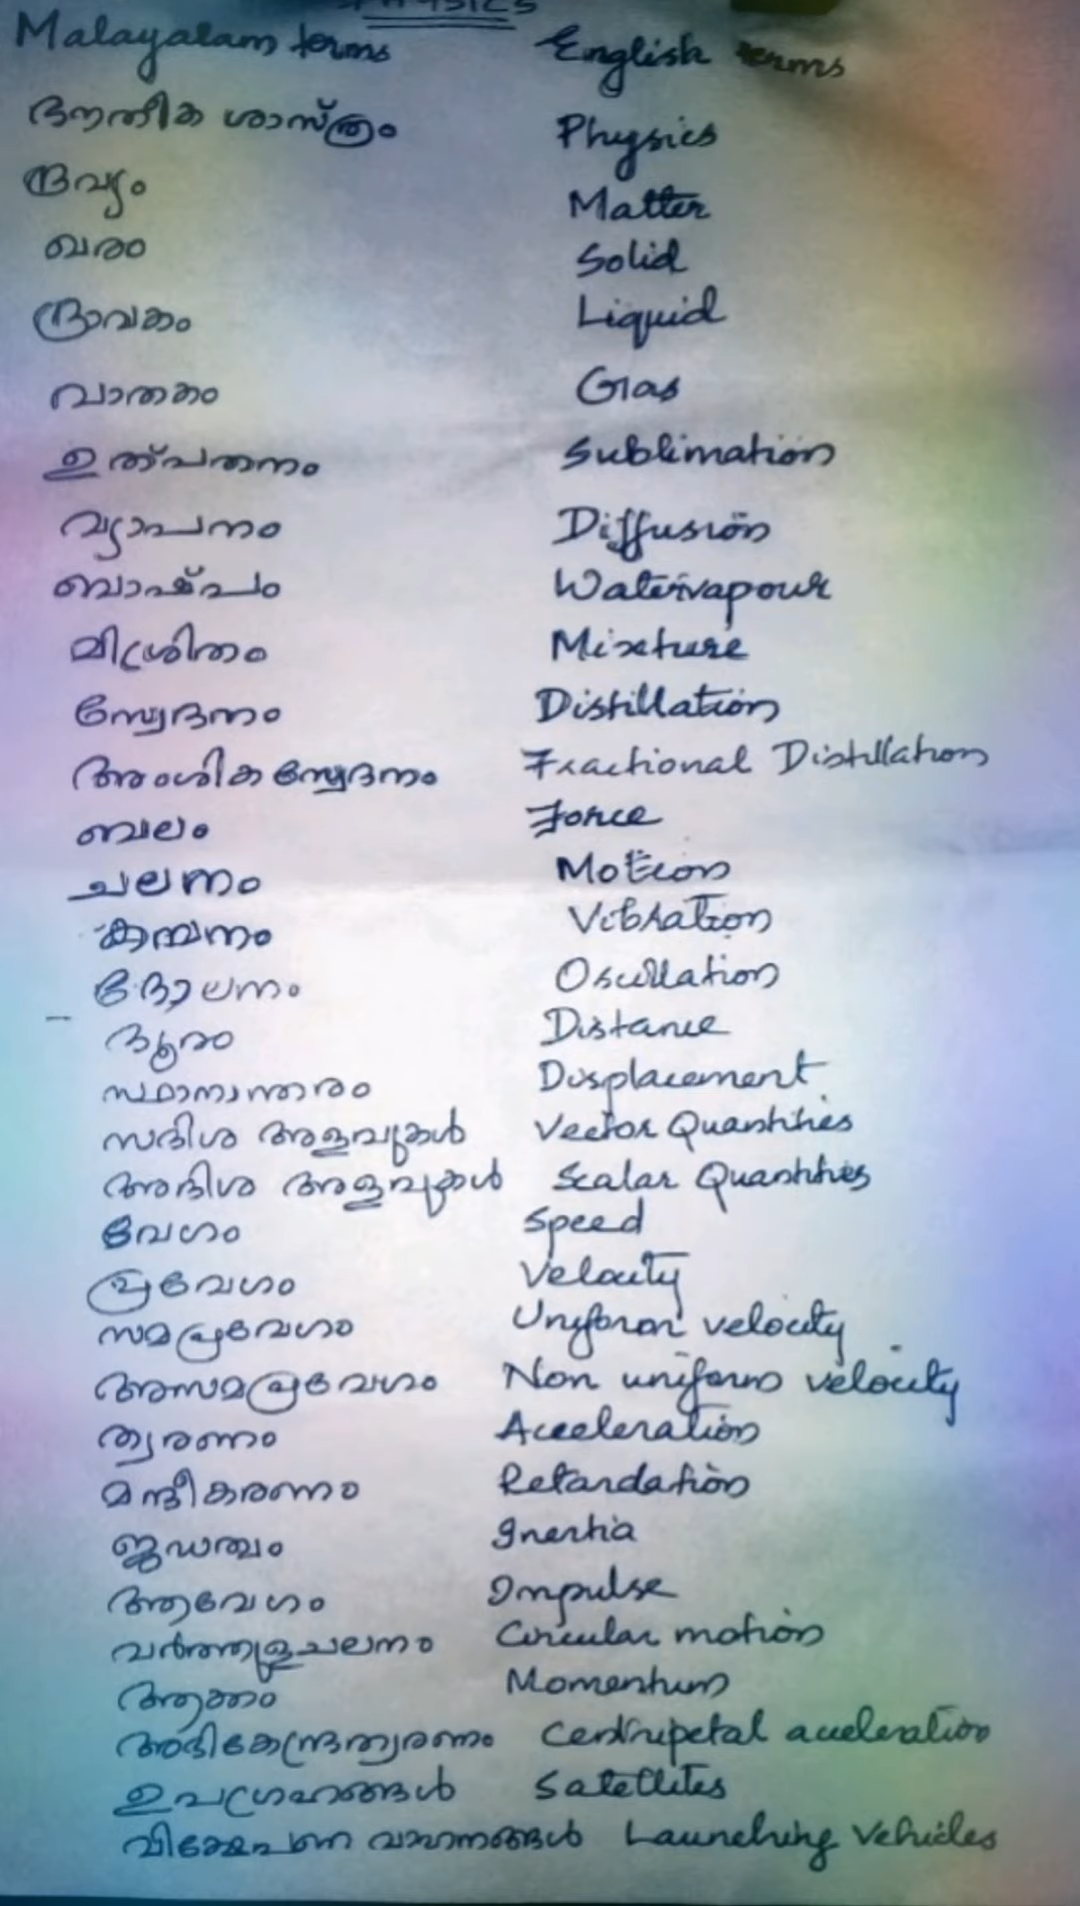 PHYSICS
Malayalam terms English terms
ഭൗതീക ശാസ്ത്രം Physics
ദ്രവ്യം Matter
ഖരം Solid
ദ്രാവകം Liquid
വാതകം Gas
ഉത്പതനം Sublimation
വ്യാപനം Diffusion
ബാഷ്പം Watervapour
മിശ്രിതം Mixture
സ്വേദനം Distillation
അംശിക സ്വേദനം Fractional Distillation
ബലം Force
ചലനം Motion
കമ്പനം Vibration
ദോലനം Oscillation
ദൂരം Distance
സ്ഥാനാന്തരം Displacement
സദിശ അളവുകൾ Vector Quantities
അദിശ അളവുകൾ Scalar Quantities
വേഗം Speed
പ്രവേഗം Velocity
സമപ്രവേഗം Uniform velocity
അസമപ്രവേഗം Non uniform velocity
ത്വരണം Acceleration
മന്ദീകരണം Retardation
ജഡത്വം Inertia
ആവേഗം Impulse
വർത്തുളചലനം Circular motion
ആക്കം Momentum
അഭികേന്ദ്രത്വരണം Centripetal acceleration
ഉപഗ്രഹങ്ങൾ Satellites
വിക്ഷേപണ വാഹനങ്ങൾ Launching Vehicles